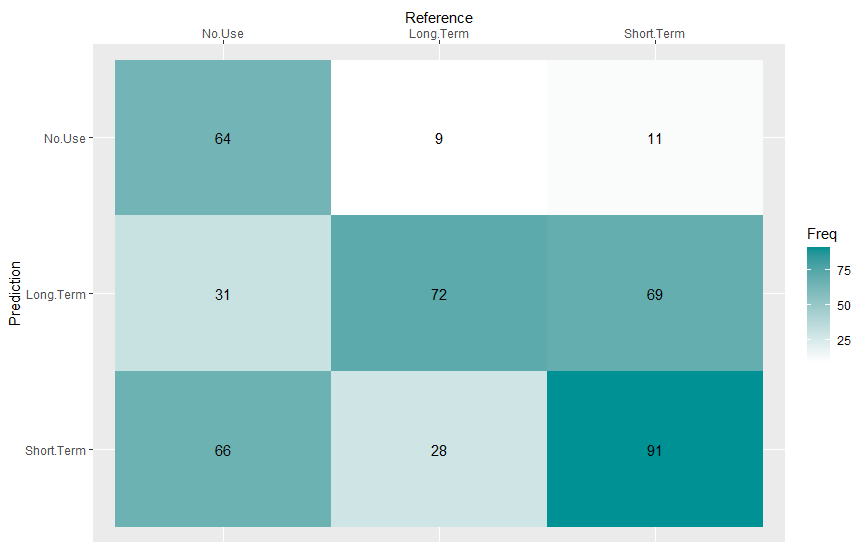 Reference
No.Use Long.Term Short.Term
No.Use 64 9 11
Long.Term 31 72 69
Short.Term 66 28 91
Prediction
Freq
75
50
25